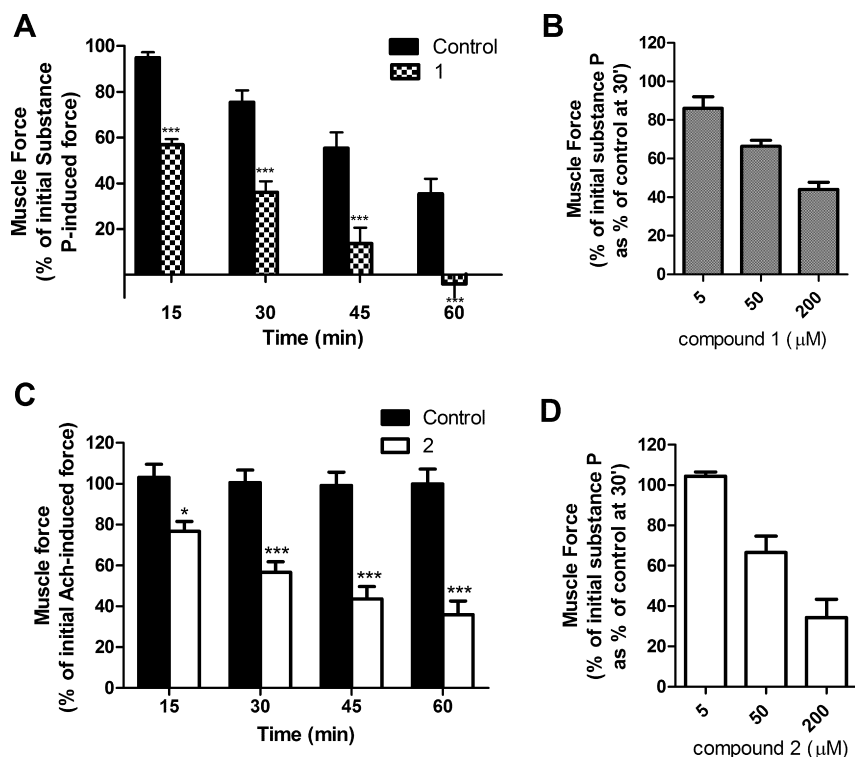 A
Muscle Force
(% of initial Substance
P-induced force)
100
80
60
40
20
***
***
***
***
Control
1
15 30 45 60
Time (min)
B
Muscle Force
(% of initial substance P
as % of control at 30')
120
100
80
60
40
20
0
5 50 200
compound 1 (μM)
C
Muscle force
(% of initial Ach-induced force)
120
100
80
60
40
20
0
Control
2
*
***
***
***
15 30 45 60
Time (min)
D
Muscle Force
(% of initial substance P
as % of control at 30')
120
100
80
60
40
20
0
5 50 200
compound 2 (μM)